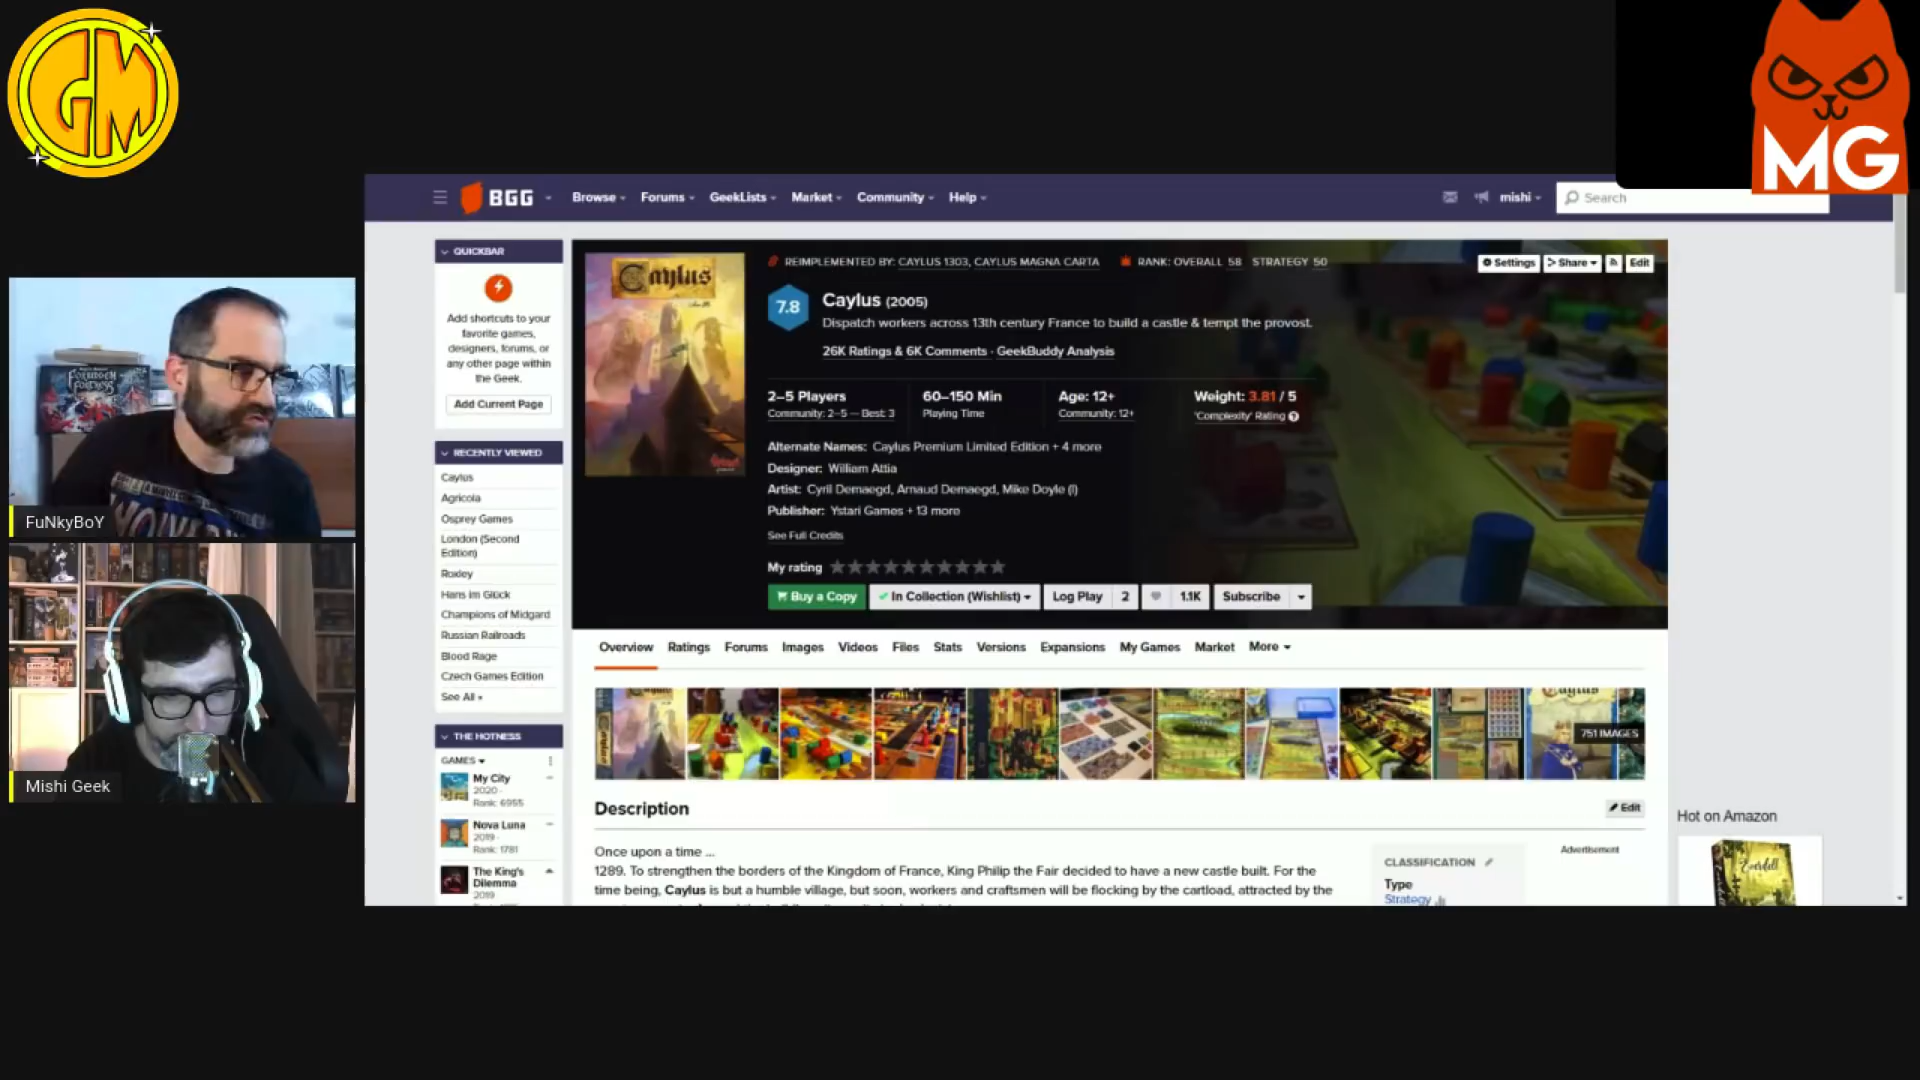 GM
MG
BGG
Browse
Forums
GeekLists
Market
Community
Help
mishi
Search
QUICKBAR
Add shortcuts to your
favorite games,
designers, forums, or
any other page within
the Geek.
Add Current Page
RECENTLY VIEWED
Caylus
Agricola
Osprey Games
London (Second
Edition)
Roxley
Hans im Glück
Champions of Midgard
Russian Railroads
Blood Rage
Czech Games Edition
See All »
THE HOTNESS
GAMES
My City
2020
Rank: 6955
Nova Luna
2019
Rank: 1781
The King's
Dilemma
2019
Caylus
REIMPLEMENTED BY: CAYLUS 1303, CAYLUS MAGNA CARTA
RANK: OVERALL 58 STRATEGY 50
Settings
Share
Edit
7.8
Caylus (2005)
Dispatch workers across 13th century France to build a castle & tempt the provost.
26K Ratings & 6K Comments · GeekBuddy Analysis
2–5 Players
Community: 2–5 — Best: 3
60–150 Min
Playing Time
Age: 12+
Community: 12+
Weight: 3.81 / 5
'Complexity' Rating
Alternate Names: Caylus Premium Limited Edition + 4 more
Designer: William Attia
Artist: Cyril Demaegd, Arnaud Demaegd, Mike Doyle (I)
Publisher: Ystari Games + 13 more
See Full Credits
My rating
Buy a Copy
In Collection (Wishlist)
Log Play 2
1.1K
Subscribe
Overview
Ratings
Forums
Images
Videos
Files
Stats
Versions
Expansions
My Games
Market
More
Caylus
751 IMAGES
Description
Edit
Once upon a time ...
1289. To strengthen the borders of the Kingdom of France, King Philip the Fair decided to have a new castle built. For the
time being, Caylus is but a humble village, but soon, workers and craftsmen will be flocking by the cartload, attracted by the
CLASSIFICATION
Type
Strategy
Advertisement
Hot on Amazon
Everdell
FORBIDDEN
FORTRESS
FuNkyBoY
Mishi Geek